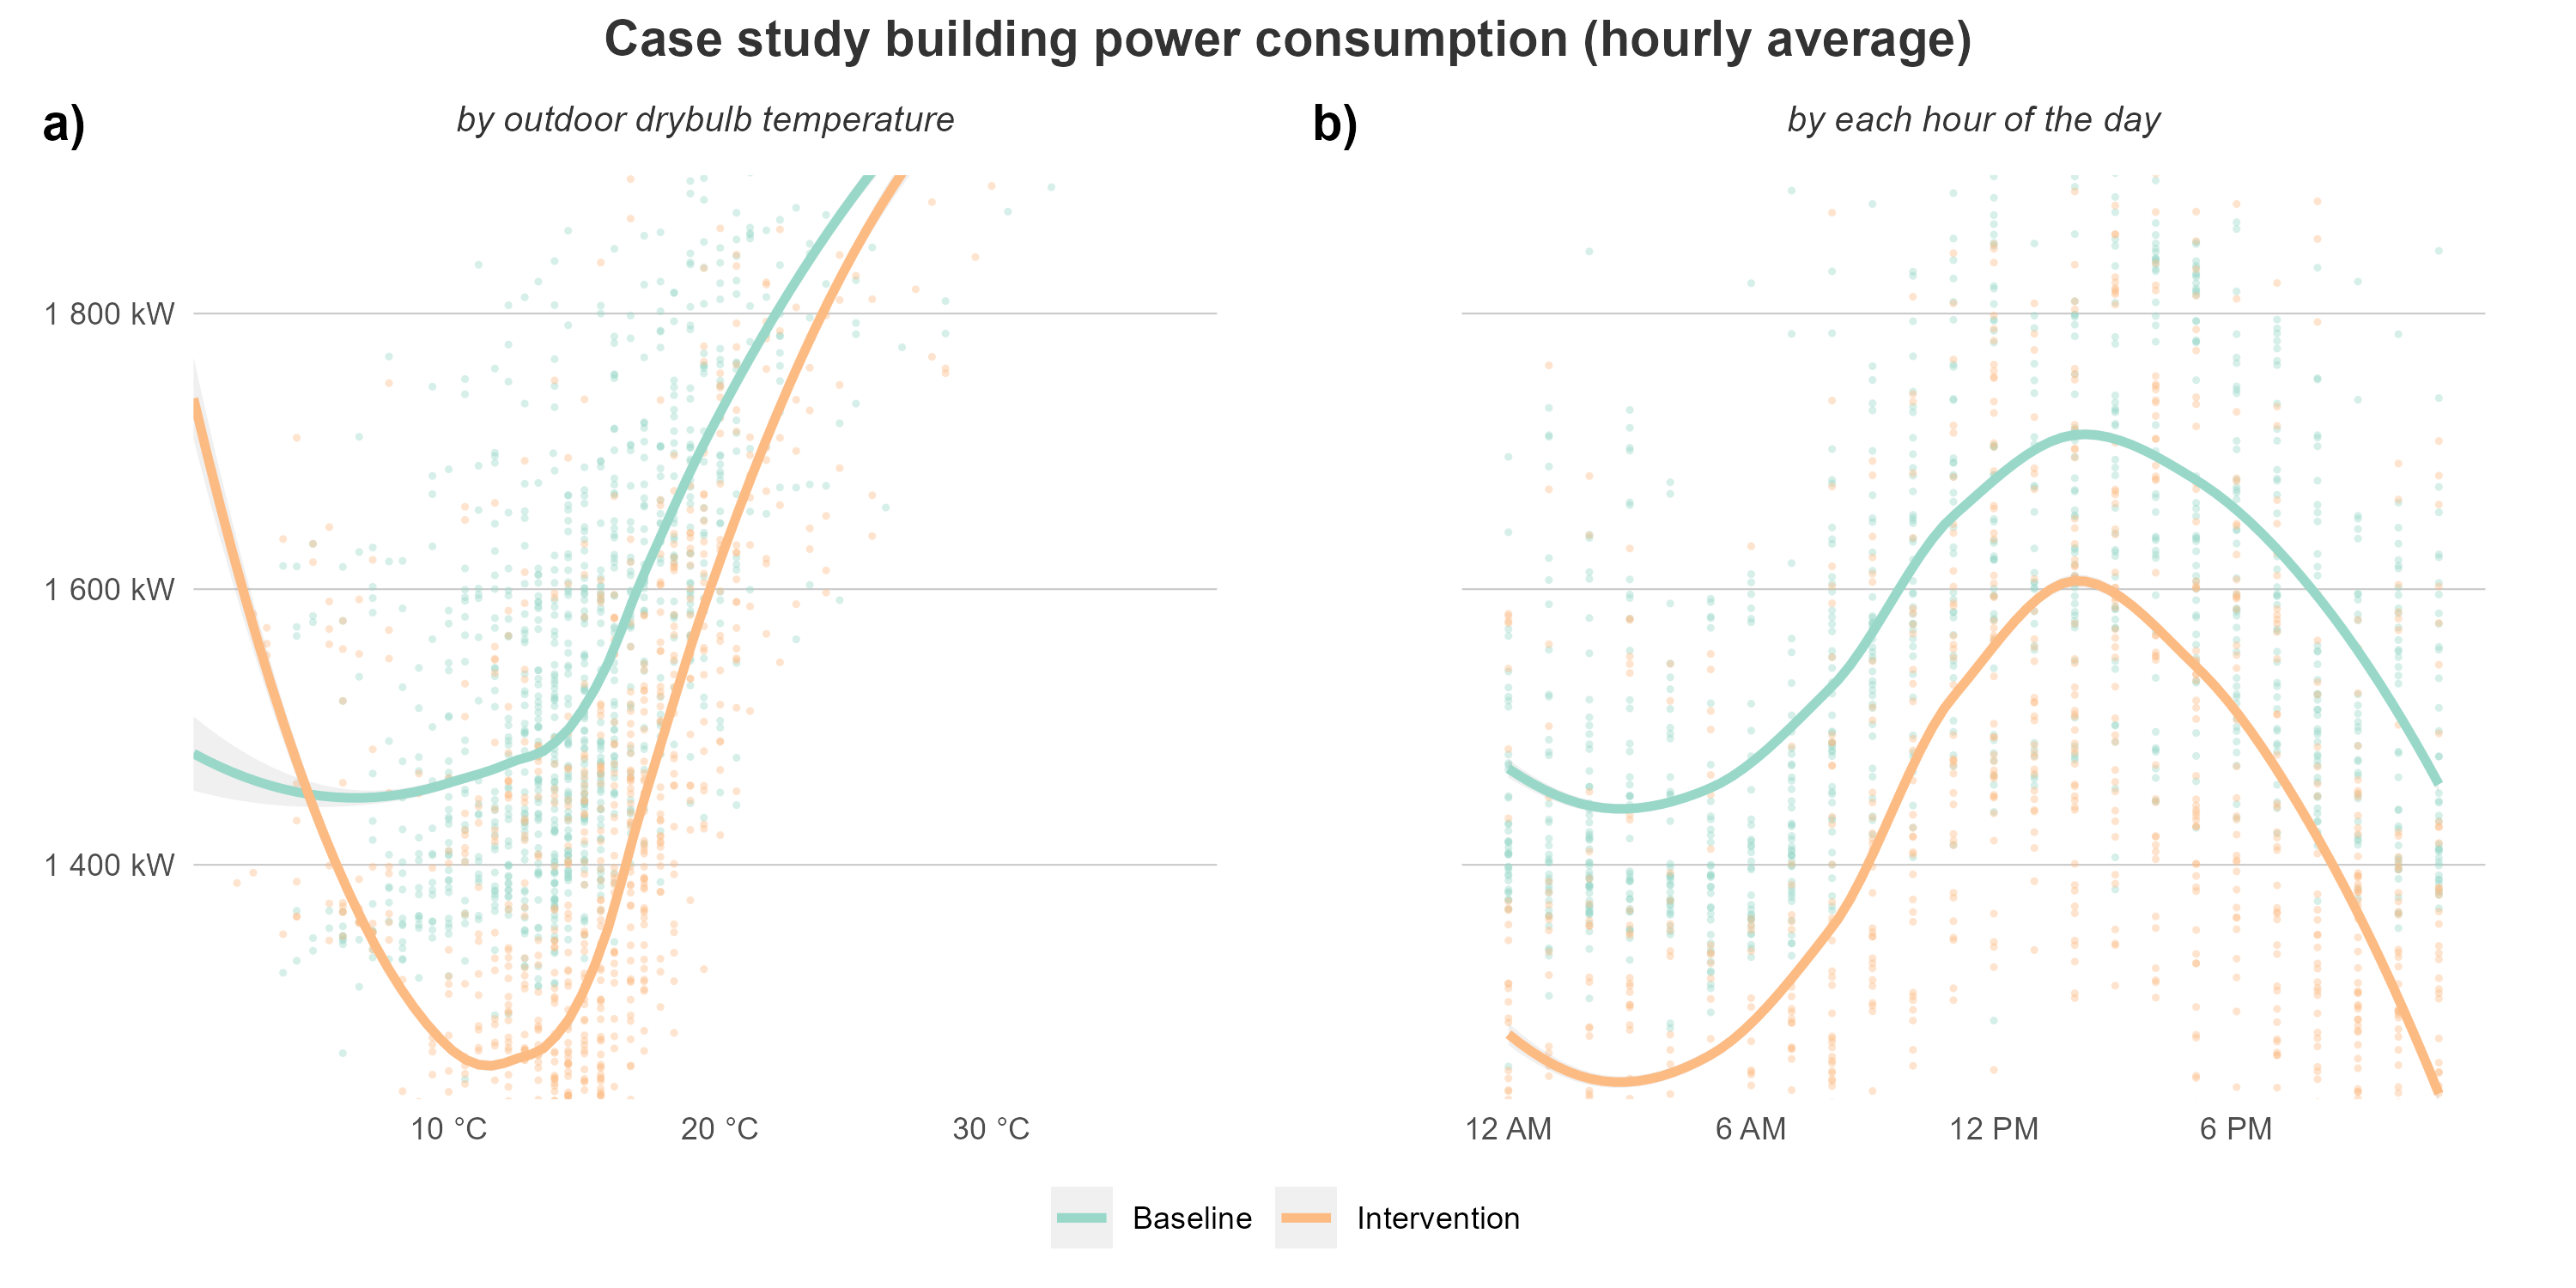 Case study building power consumption (hourly average)
a)
by outdoor drybulb temperature
1 800 kW
1 600 kW
1 400 kW
10 °C
20 °C
30 °C
b)
by each hour of the day
12 AM
6 AM
12 PM
6 PM
Baseline
Intervention